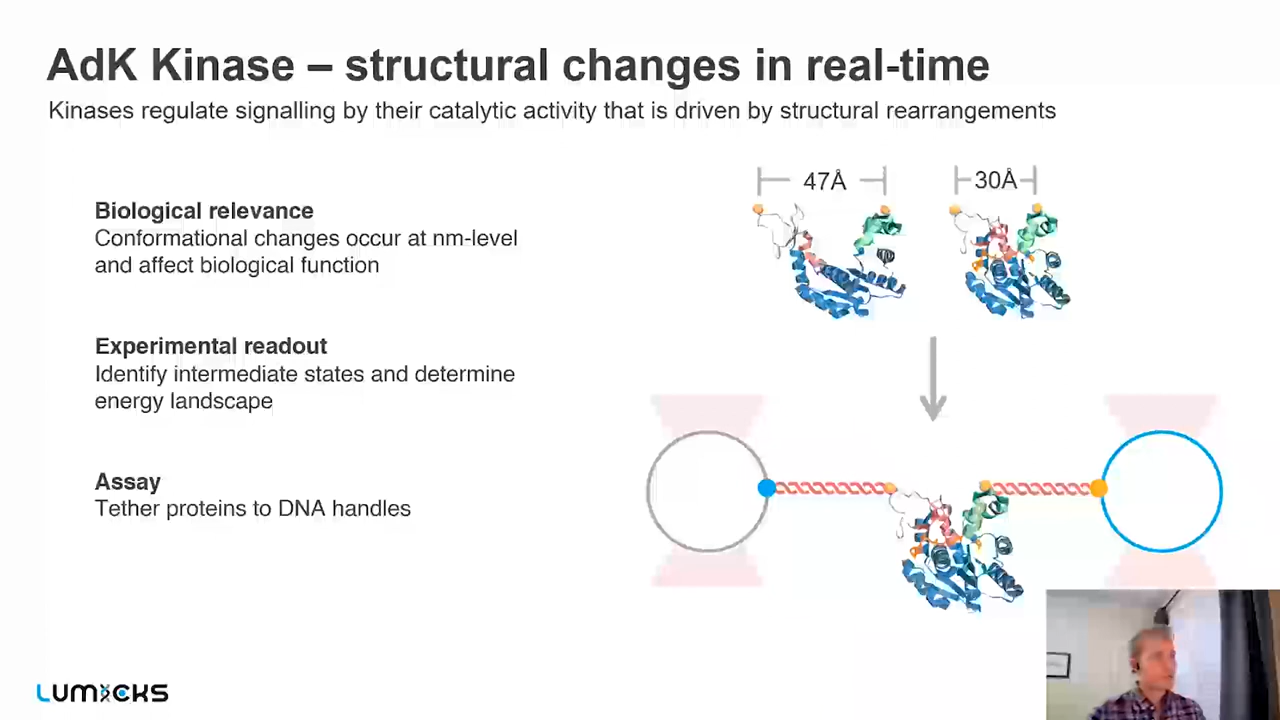 AdK Kinase – structural changes in real-time
Kinases regulate signalling by their catalytic activity that is driven by structural rearrangements
47Å
30Å
Biological relevance
Conformational changes occur at nm-level
and affect biological function
Experimental readout
Identify intermediate states and determine
energy landscape
Assay
Tether proteins to DNA handles
LUMICKS